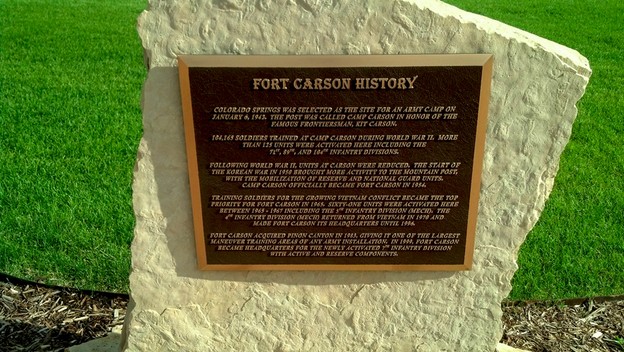 FORT CARSON HISTORY
COLORADO SPRINGS WAS SELECTED AS THE SITE FOR AN ARMY CAMP ON
JANUARY 6, 1942. THE POST WAS CALLED CAMP CARSON IN HONOR OF THE
FAMOUS FRONTIERSMAN, KIT CARSON.
104,165 SOLDIERS TRAINED AT CAMP CARSON DURING WORLD WAR II. MORE
THAN 125 UNITS WERE ACTIVATED HERE INCLUDING THE
71ST, 89TH, AND 104TH INFANTRY DIVISIONS.
FOLLOWING WORLD WAR II, UNITS AT CARSON WERE REDUCED. THE START OF
THE KOREAN WAR IN 1950 BROUGHT MORE ACTIVITY TO THE MOUNTAIN POST,
WITH THE MOBILIZATION OF RESERVE AND NATIONAL GUARD UNITS.
CAMP CARSON OFFICIALLY BECAME FORT CARSON IN 1954.
TRAINING SOLDIERS FOR THE GROWING VIETNAM CONFLICT BECAME THE TOP
PRIORITY FOR FORT CARSON IN 1965. SIXTY-ONE UNITS WERE ACTIVATED HERE
BETWEEN 1965 - 1967 INCLUDING THE 5TH INFANTRY DIVISION (MECH). THE
4TH INFANTRY DIVISION (MECH) RETURNED FROM VIETNAM IN 1970 AND
MADE FORT CARSON ITS HEADQUARTERS UNTIL 1996.
FORT CARSON ACQUIRED PINON CANYON IN 1983, GIVING IT ONE OF THE LARGEST
MANEUVER TRAINING AREAS OF ANY ARMY INSTALLATION. IN 1999, FORT CARSON
BECAME HEADQUARTERS FOR THE NEWLY ACTIVATED 7TH INFANTRY DIVISION
WITH ACTIVE AND RESERVE COMPONENTS.